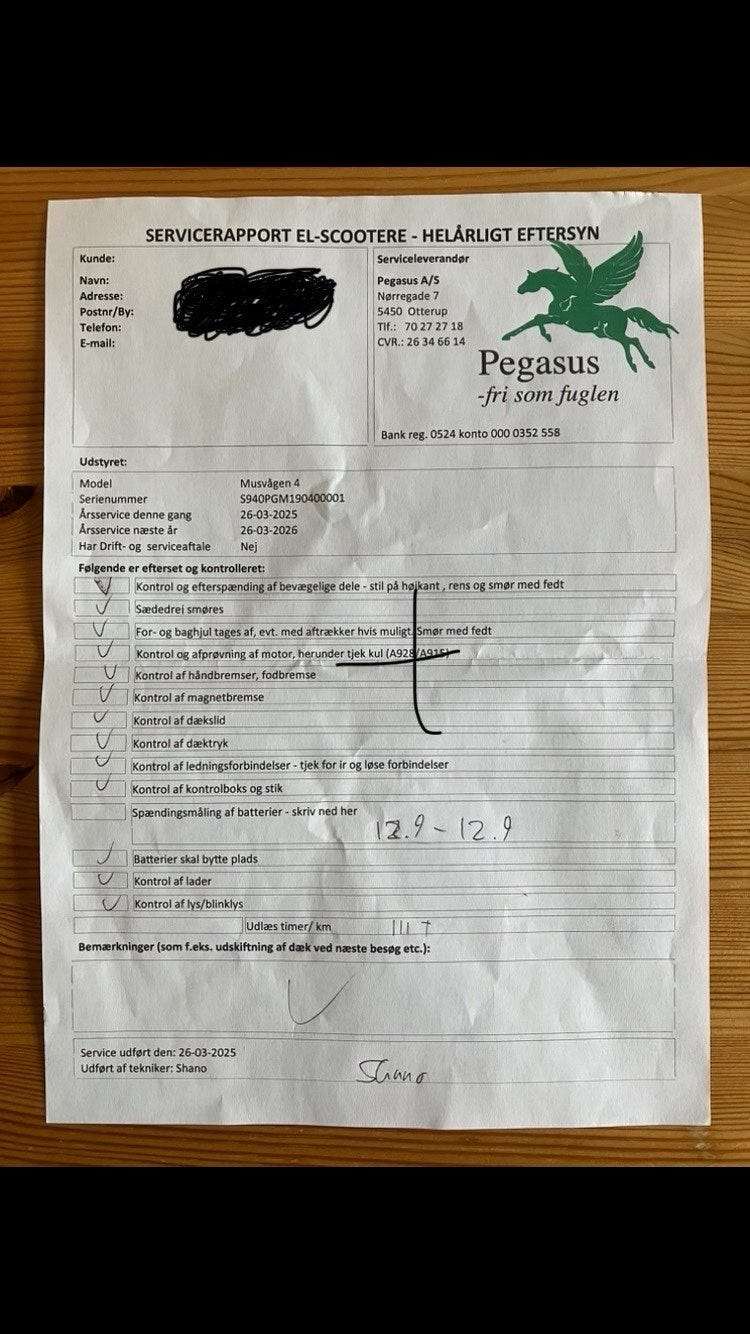 SERVICERAPPORT EL-SCOOTERE - HELÅRLIGT EFTERSYN
Kunde:
Navn:
Adresse:
Postnr/By:
Telefon:
E-mail:
Serviceleverandør
Pegasus A/S
Nørregade 7
5450 Otterup
Tlf.: 70 27 27 18
CVR.: 26 34 66 14
Pegasus
-fri som fuglen
Bank reg. 0524 konto 000 0352 558
Udstyret:
Model Musvågen 4
Serienummer S940PGM190400001
Årsservice denne gang 26-03-2025
Årsservice næste år 26-03-2026
Har Drift- og serviceaftale Nej
Følgende er efterset og kontrolleret:
Kontrol og efterspænding af bevægelige dele - stil på højkant , rens og smør med fedt
Sædedrej smøres
For- og baghjul tages af, evt. med aftrækker hvis muligt. Smør med fedt
Kontrol og afprøvning af motor, herunder tjek kul (A928/A915)
Kontrol af håndbremser, fodbremse
Kontrol af magnetbremse
Kontrol af dækslid
Kontrol af dæktryk
Kontrol af ledningsforbindelser - tjek for ir og løse forbindelser
Kontrol af kontrolboks og stik
Spændingsmåling af batterier - skriv ned her
12.9 - 12.9
Batterier skal bytte plads
Kontrol af lader
Kontrol af lys/blinklys
Udlæs timer/ km
Bemærkninger (som f.eks. udskiftning af dæk ved næste besøg etc.):
Service udført den: 26-03-2025
Udført af tekniker: Shano
Shano